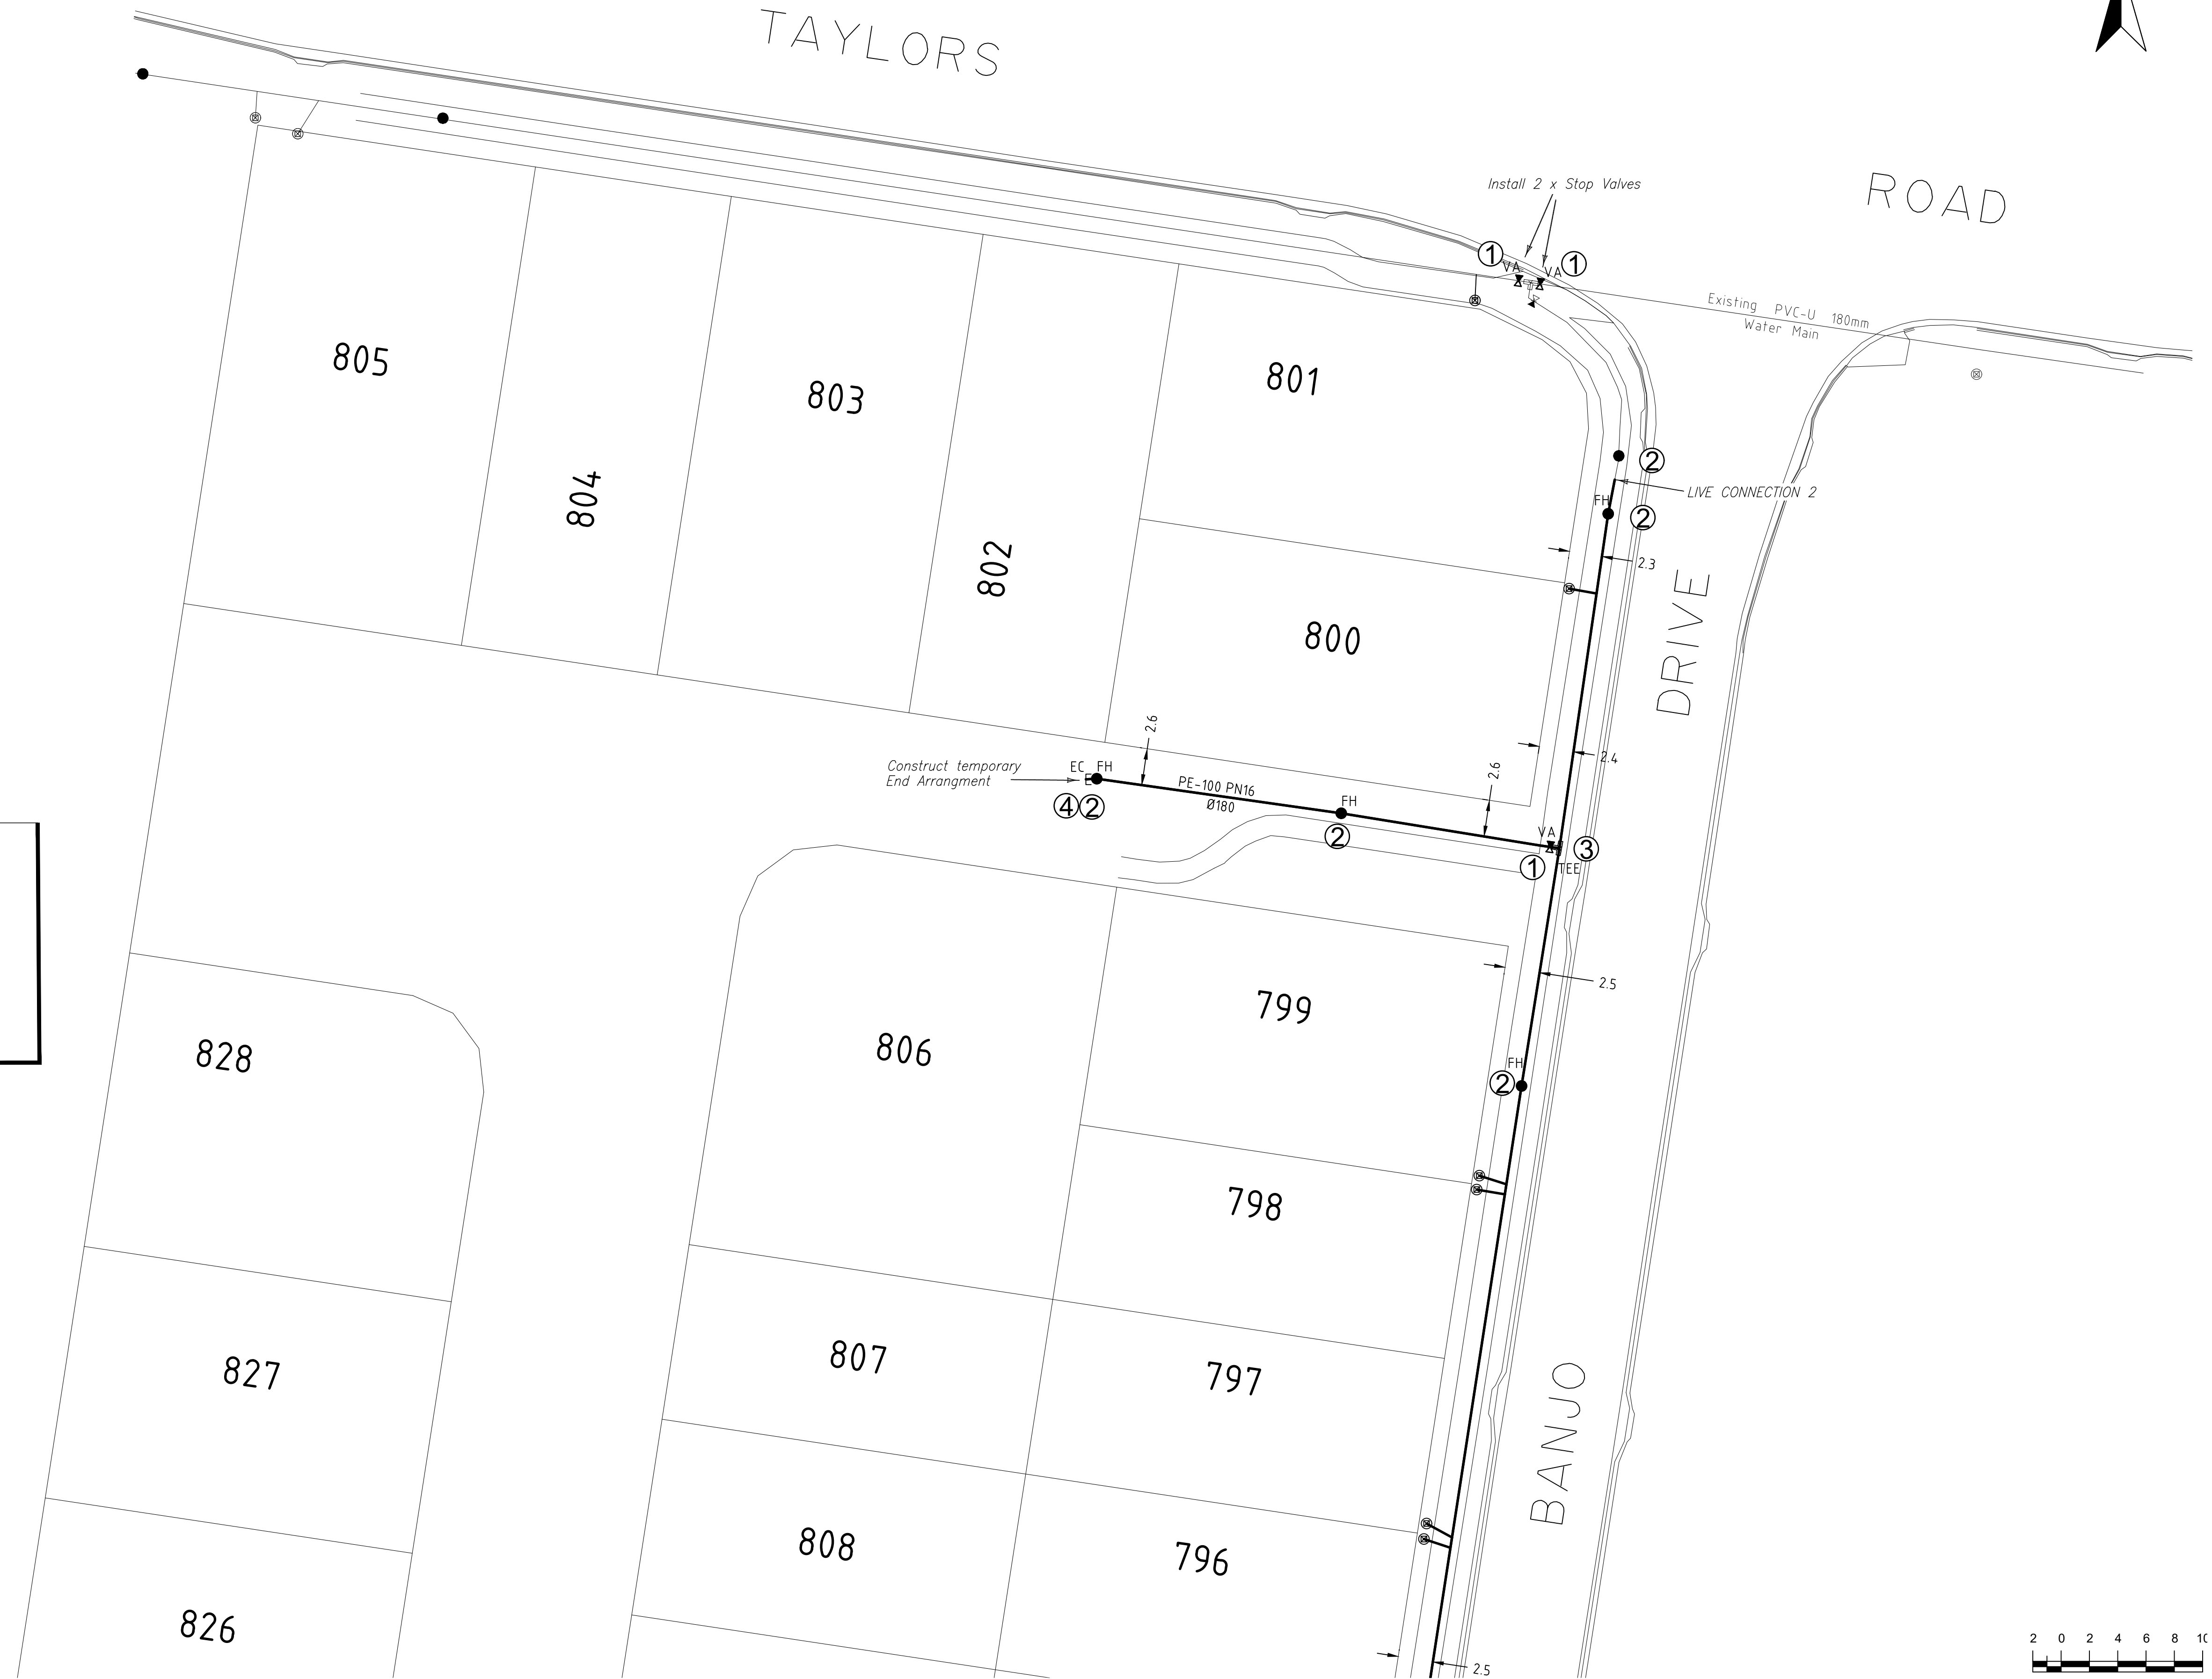 TAYLORS
ROAD
Install 2 x Stop Valves
1
VA
VA
1
Existing PVC-U 180mm
Water Main
805
803
801
804
802
2
LIVE CONNECTION 2
FH
2
2.3
DRIVE
800
2.6
2.6
2.4
Construct temporary
End Arrangment
EC FH
E
PE-100 PN16
Ø180
4
2
FH
2
VA
3
1
TEE
2.5
799
806
828
FH
2
798
807
797
827
BANJO
808
796
826
2.5
2 0 2 4 6 8 10